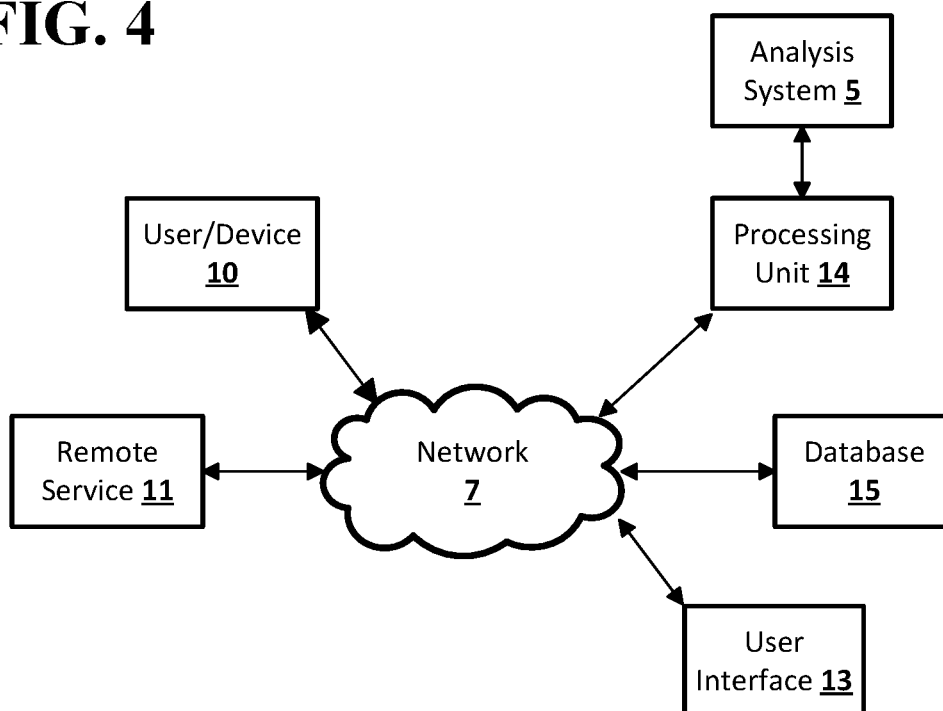 FIG. 4
Analysis
System 5
User/Device
10
Processing
Unit 14
Remote
Service 11
Network
7
Database
15
User
Interface 13